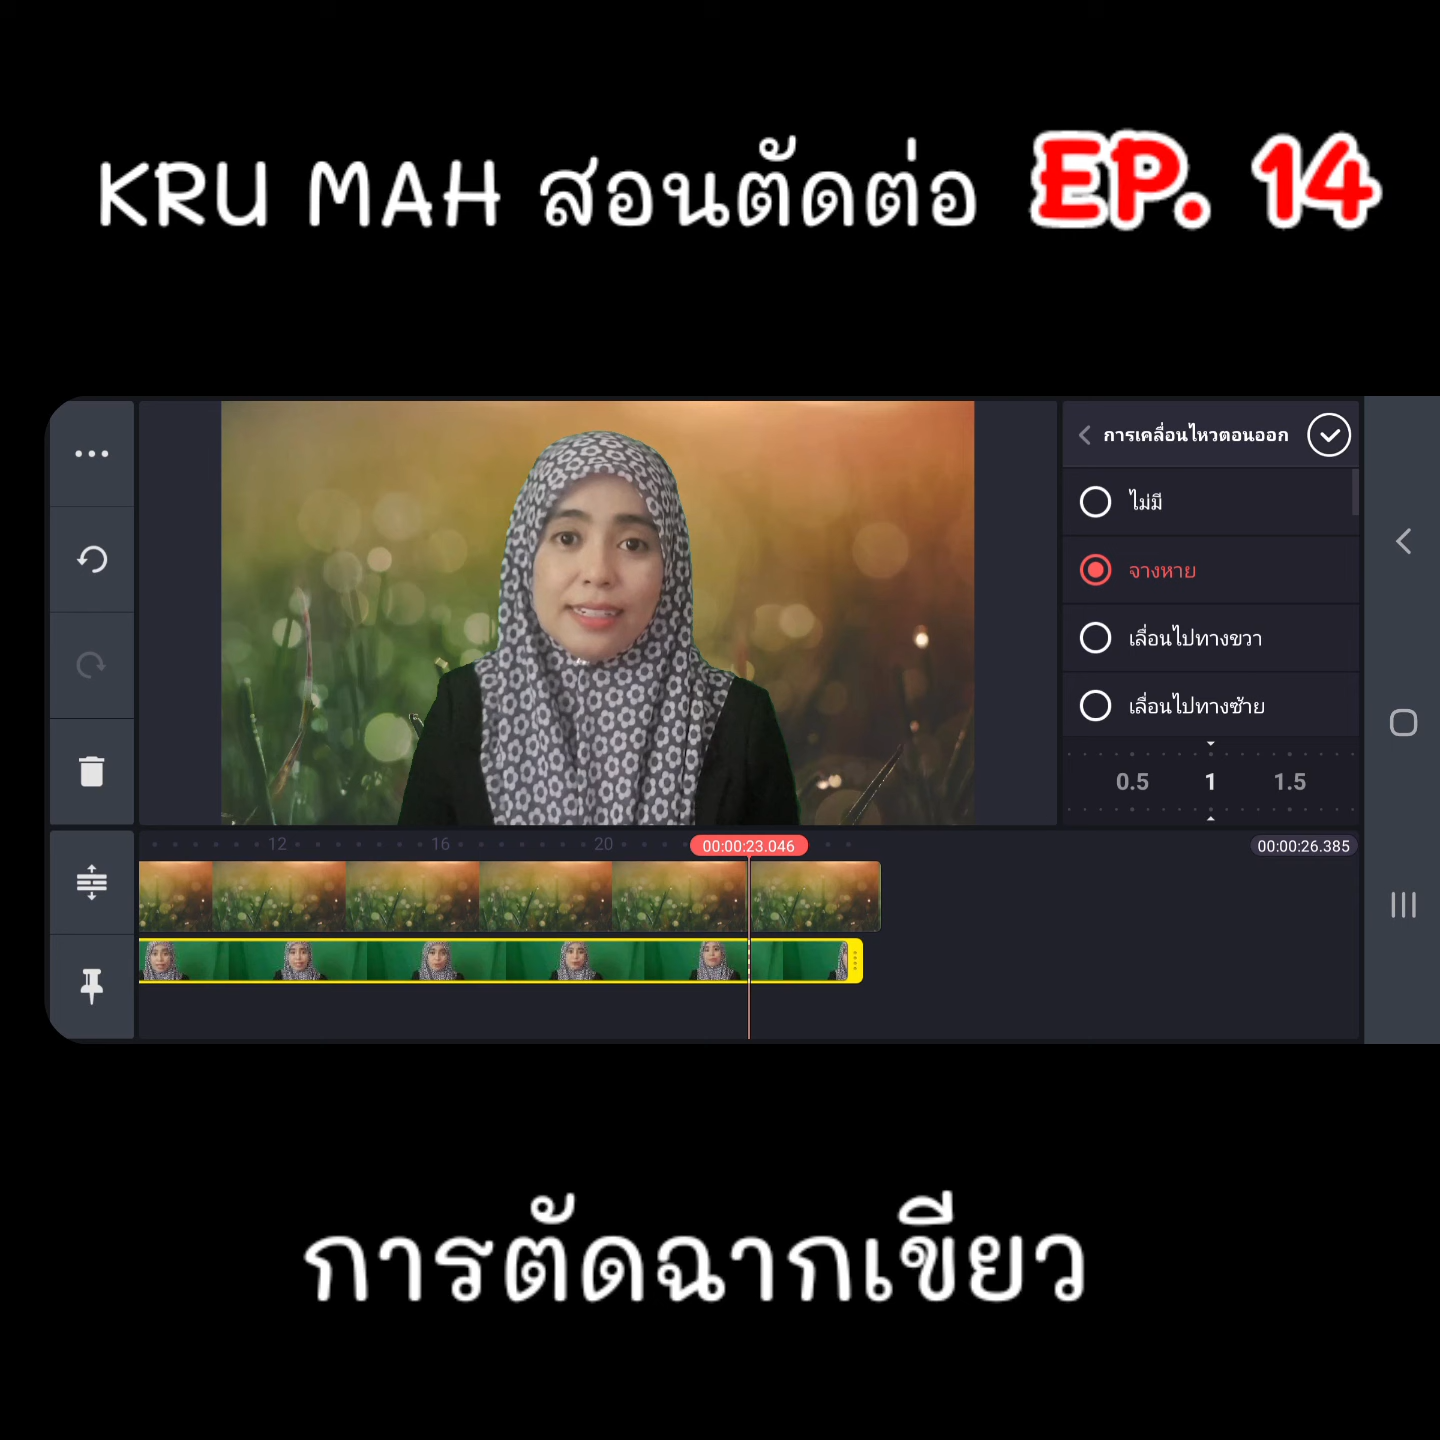 KRU MAH สอนตัดต่อ EP. 14
การเคลื่อนไหวตอนออก
ไม่มี
จางหาย
เลื่อนไปทางขวา
เลื่อนไปทางซ้าย
0.5 1 1.5
12 16 20 00:00:23.046 00:00:26.385
การตัดฉากเขียว